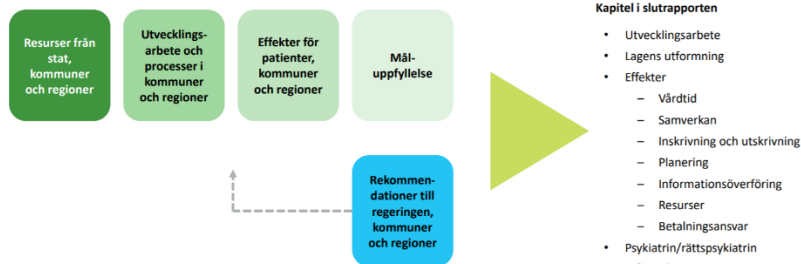 Resurser från
stat,
kommuner
och regioner
Utvecklings-
arbete och
processer i
kommuner
och regioner
Effekter för
patienter,
kommuner
och regioner
Mål-
uppfyllelse
Rekommen-
dationer till
regeringen,
kommuner
och regioner
Kapitel i slutrapporten
• Utvecklingsarbete
• Lagens utformning
• Effekter
– Vårdtid
– Samverkan
– Inskrivning och utskrivning
– Planering
– Informationsöverföring
– Resurser
– Betalningsansvar
• Psykiatrin/rättspsykiatrin